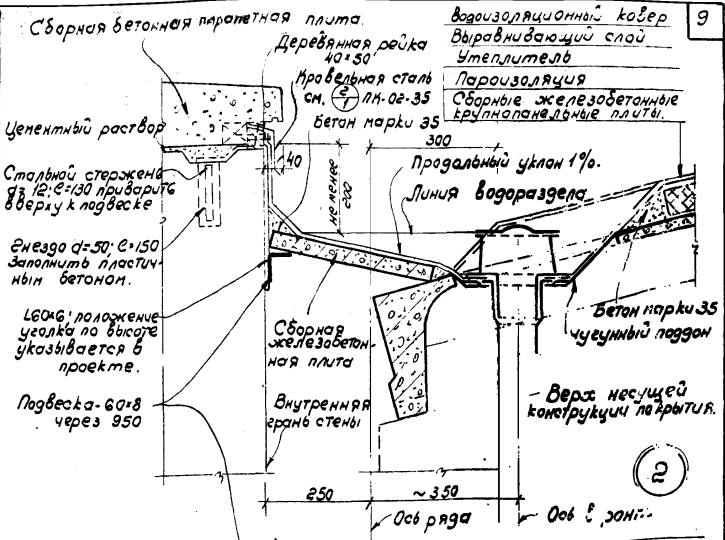 Сборная бетонная парапетная плита.
Деревянная рейка
40×50
Кровельная сталь
см. 2/1 ПК-02-35
Бетон марки 35
Водоизоляционный ковер
Выравнивающий слой
Утеплитель
Пароизоляция
Сборные железобетонные
крупнопанельные плиты.
9
Цементный раствор
40
300
не менее
200
Продольный уклон 1%.
Линия водораздела
Стальной стержень
dз 12; ℓ=130 приварить
вверху к подвеске
Гнездо d=50; ℓ=150
Заполнить пластич-
ным бетоном.
L60×6; положение
уголка по высоте
указывается в
проекте.
Подвеска-60×8
через 950
Сборная
железобетон-
ная плита
Внутренняя
грань стены
Бетон марки 35
чугунный поддон
Верх несущей
конструкции покрытия.
2
250
~350
Ось ряда
Ось